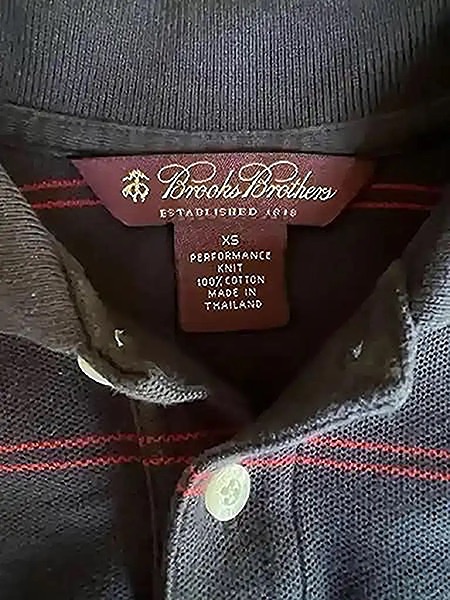 Brooks Brothers
ESTABLISHED 1818
XS
PERFORMANCE
KNIT
100% COTTON
MADE IN
THAILAND